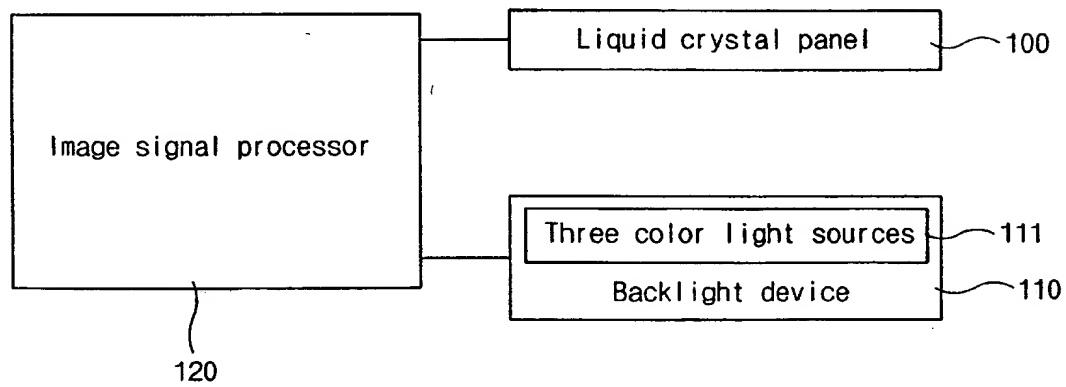 Liquid crystal panel
100
Image signal processor
Three color light sources
111
Backlight device
110
120